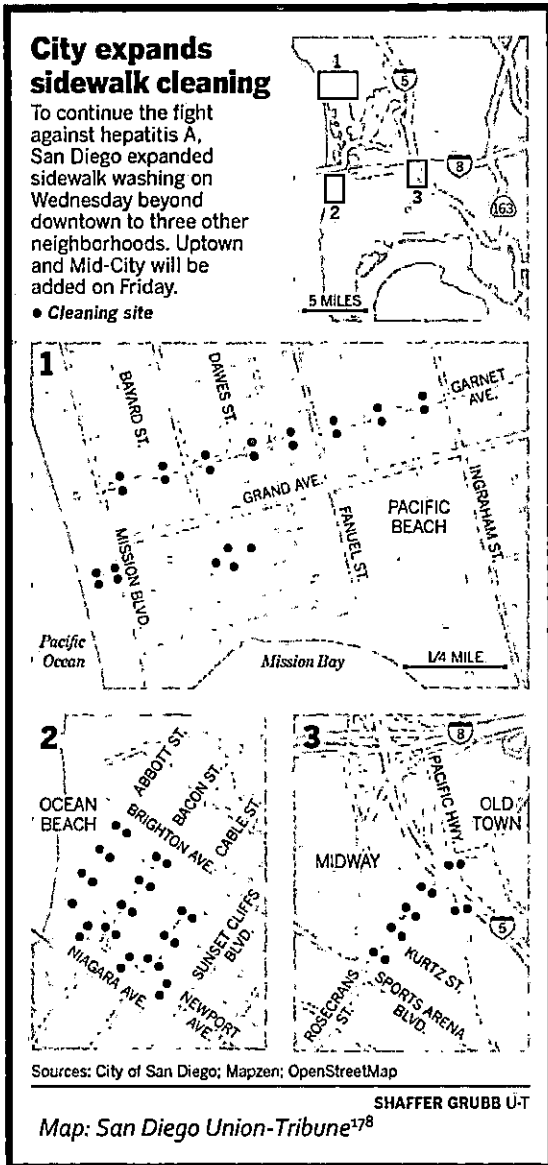 City expands
sidewalk cleaning
To continue the fight
against hepatitis A,
San Diego expanded
sidewalk washing on
Wednesday beyond
downtown to three other
neighborhoods. Uptown
and Mid-City will be
added on Friday.
• Cleaning site
1
5
8
2
3
163
5 MILES
1
BAYARD ST.
DAWES ST.
GARNET
AVE.
GRAND AVE.
MISSION BLVD.
FANUEL ST.
PACIFIC
BEACH
INGRAHAM ST.
Pacific
Ocean
Mission Bay
1/4 MILE
2
OCEAN
BEACH
ABBOTT ST.
BACON ST.
CABLE ST.
BRIGHTON AVE.
SUNSET CLIFFS
BLVD.
NIAGARA AVE.
NEWPORT
AVE.
3
8
PACIFIC HWY.
OLD
TOWN
MIDWAY
5
KURTZ ST.
ROSECRANS
ST.
SPORTS ARENA
BLVD.
Sources: City of San Diego; Mapzen; OpenStreetMap
SHAFFER GRUBB U-T
Map: San Diego Union-Tribune¹⁷⁸